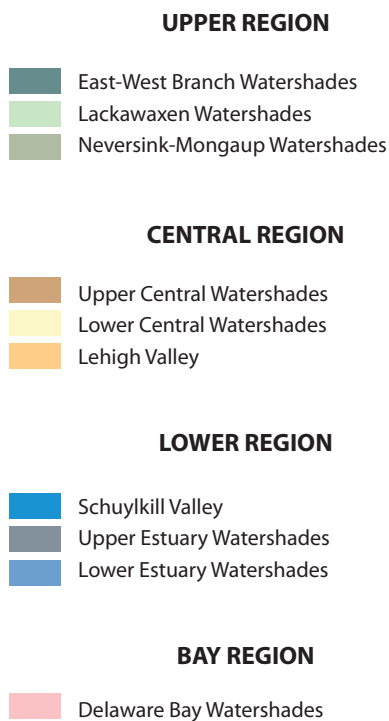 UPPER REGION
East-West Branch Watershades
Lackawaxen Watershades
Neversink-Mongaup Watershades
CENTRAL REGION
Upper Central Watershades
Lower Central Watershades
Lehigh Valley
LOWER REGION
Schuylkill Valley
Upper Estuary Watershades
Lower Estuary Watershades
BAY REGION
Delaware Bay Watershades